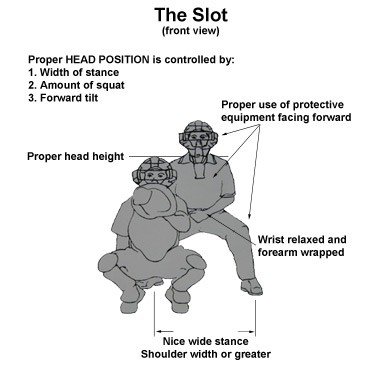 The Slot
(front view)
Proper HEAD POSITION is controlled by:
1. Width of stance
2. Amount of squat
3. Forward tilt
Proper use of protective
equipment facing forward
Proper head height
Wrist relaxed and
forearm wrapped
Nice wide stance
Shoulder width or greater